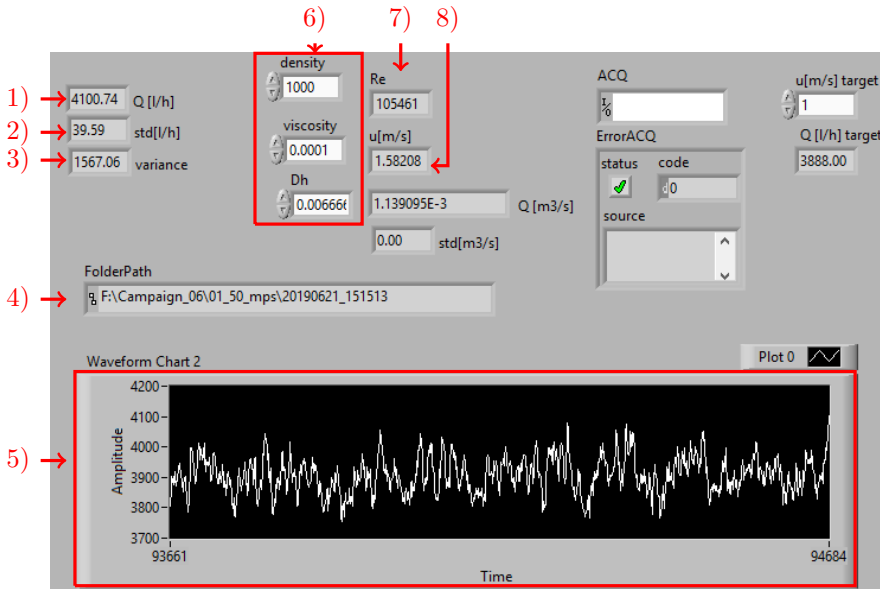 6)
7)
8)
density
1000
Re
105461
ACQ
u[m/s] target
1
1)
4100.74 Q [l/h]
2)
39.59 std[l/h]
3)
1567.06 variance
viscosity
0.0001
u[m/s]
1.58208
ErrorACQ
status code
d 0
source
Q [l/h] target
3888.00
Dh
0.006666
1.139095E-3 Q [m3/s]
0.00 std[m3/s]
FolderPath
4)
F:\Campaign_06\01_50_mps\20190621_151513
Waveform Chart 2
Plot 0
5)
Amplitude
4200
4100
4000
3900
3800
3700
93661 94684
Time